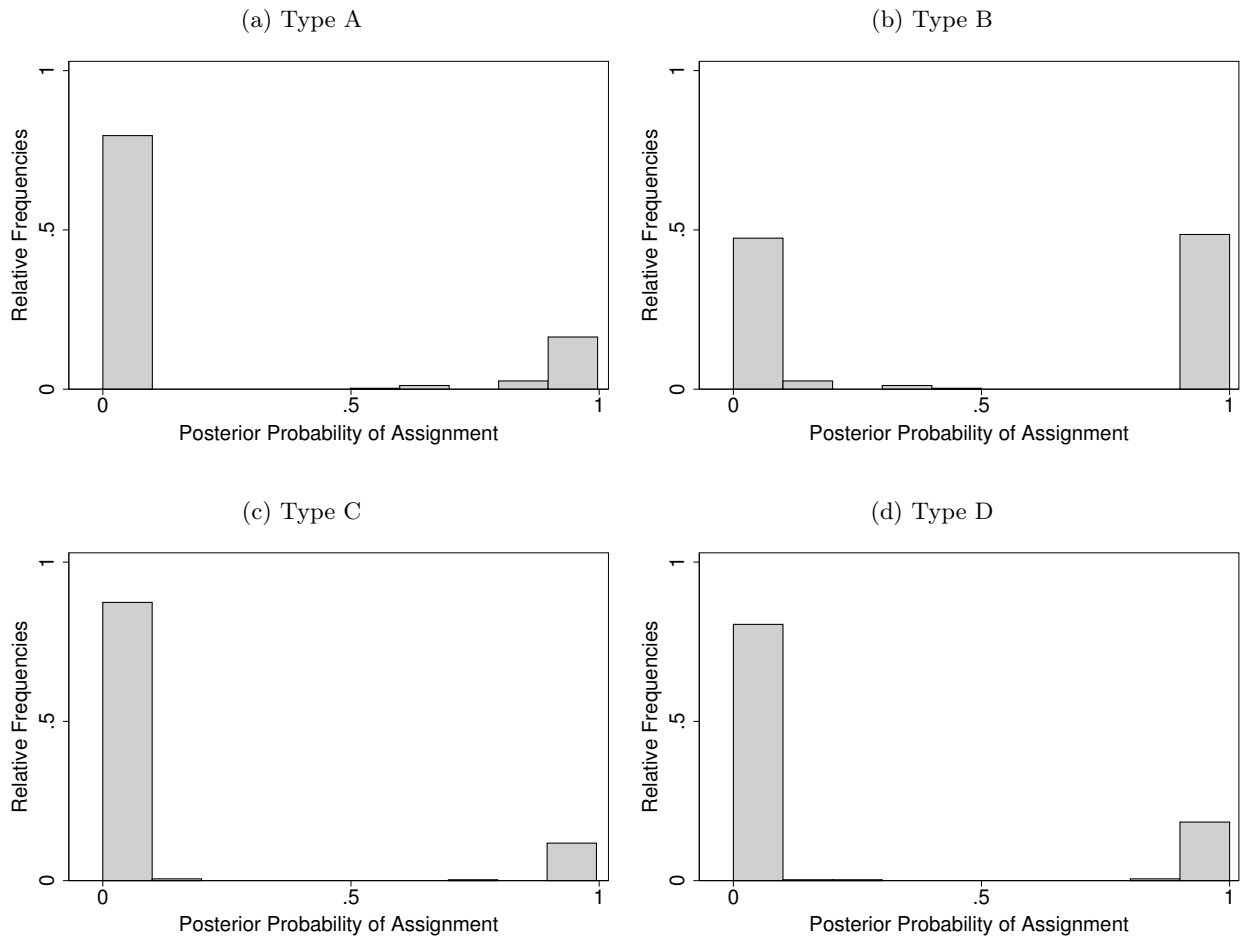 (a) Type A
1
.5
0
Relative Frequencies
0 .5 1
Posterior Probability of Assignment
(b) Type B
1
.5
0
Relative Frequencies
0 .5 1
Posterior Probability of Assignment
(c) Type C
1
.5
0
Relative Frequencies
0 .5 1
Posterior Probability of Assignment
(d) Type D
1
.5
0
Relative Frequencies
0 .5 1
Posterior Probability of Assignment